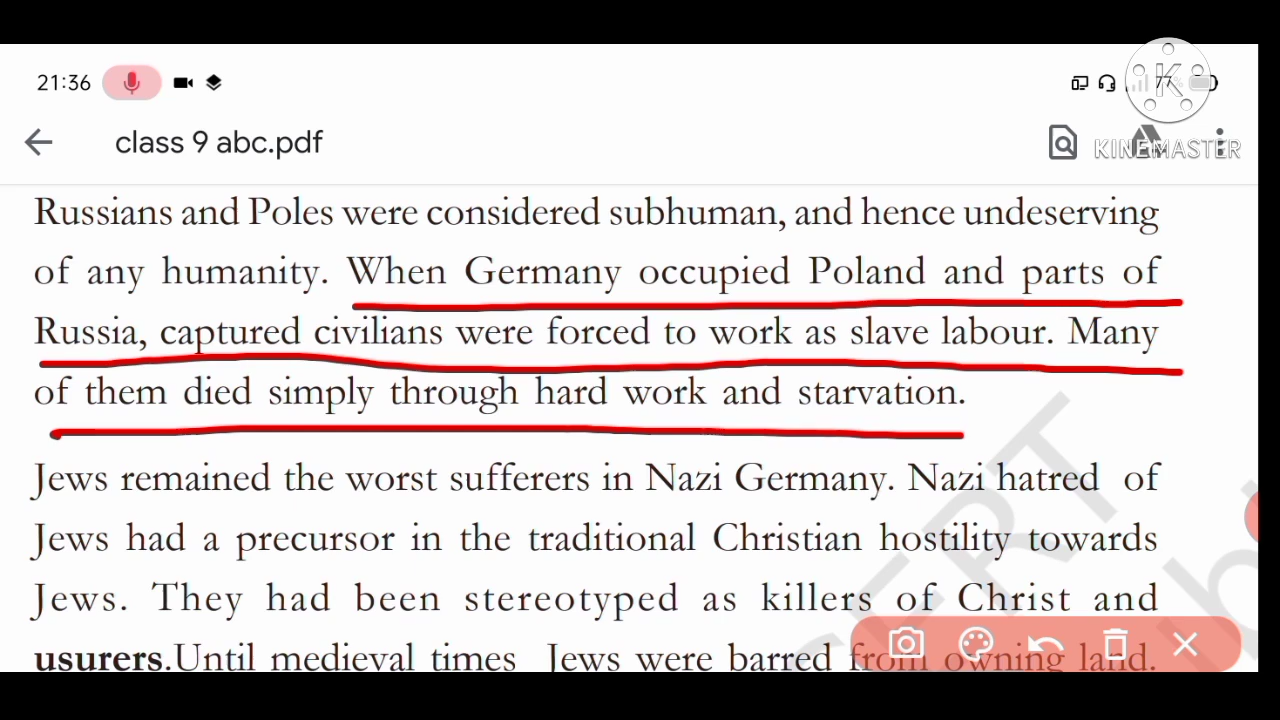 21:36
77
class 9 abc.pdf
KINEMASTER
Russians and Poles were considered subhuman, and hence undeserving
of any humanity. When Germany occupied Poland and parts of
Russia, captured civilians were forced to work as slave labour. Many
of them died simply through hard work and starvation.
Jews remained the worst sufferers in Nazi Germany. Nazi hatred of
Jews had a precursor in the traditional Christian hostility towards
Jews. They had been stereotyped as killers of Christ and
usurers.Until medieval times Jews were barred from owning land.